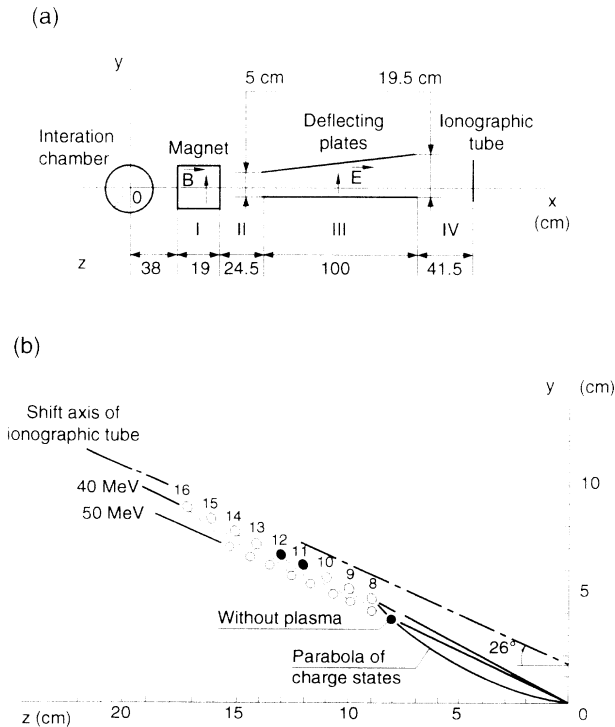 (a)
y
5 cm
19.5 cm
Interation
chamber
Magnet
Deflecting
plates
Ionographic
tube
B
E
0
x
(cm)
I
II
III
IV
z
38
19
24.5
100
41.5
(b)
y
(cm)
Shift axis of
ionographic tube
40 MeV
50 MeV
16
15
14
13
12
11
10
9
8
10
5
Without plasma
Parabola of
charge states
26°
z (cm)
20
15
10
5
0